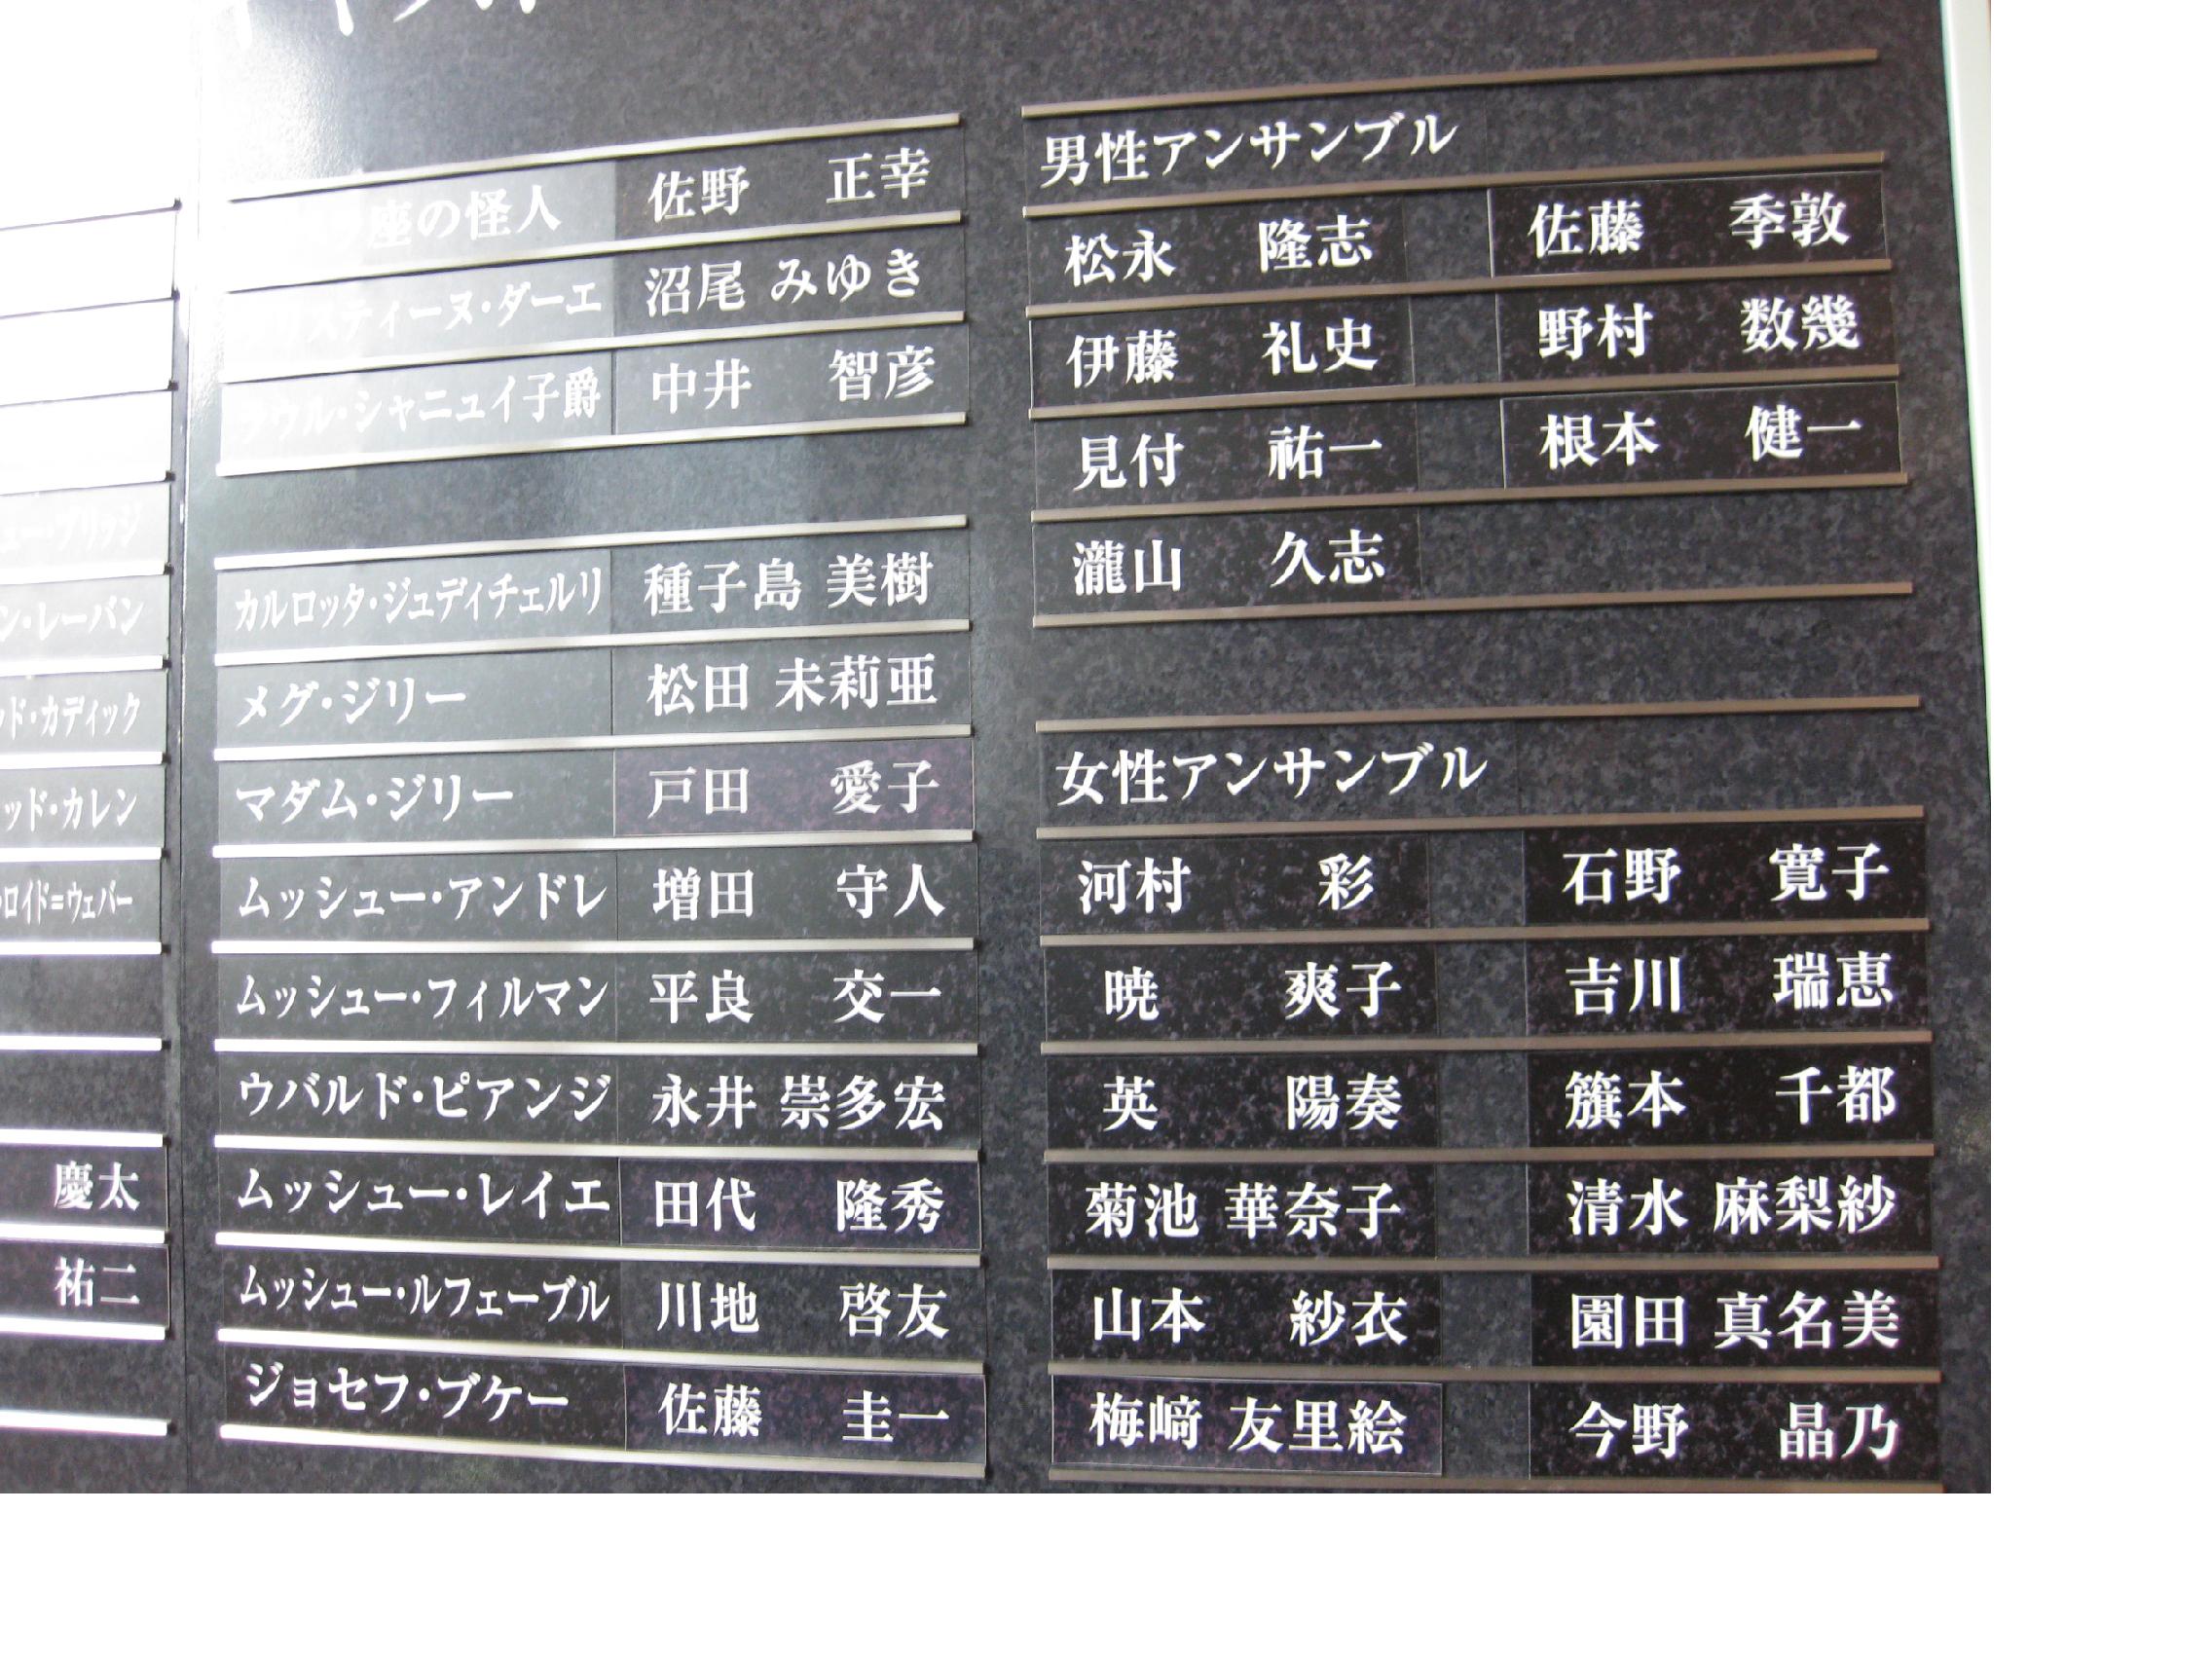 ュー・ブリッジ
ン・レーバン
ド・カディック
ッド・カレン
ロイド=ウェバー
慶太
祐二
座の怪人 佐野 正幸
リスティーヌ・ダーエ 沼尾 みゆき
ラウル・シャニュイ子爵 中井 智彦
カルロッタ・ジュディチェルリ 種子島 美樹
メグ・ジリー 松田 未莉亜
マダム・ジリー 戸田 愛子
ムッシュー・アンドレ 増田 守人
ムッシュー・フィルマン 平良 交一
ウバルド・ピアンジ 永井 崇多宏
ムッシュー・レイエ 田代 隆秀
ムッシュー・ルフェーブル 川地 啓友
ジョセフ・ブケー 佐藤 圭一
男性アンサンブル
松永 隆志 佐藤 季敦
伊藤 礼史 野村 数幾
見付 祐一 根本 健一
瀧山 久志
女性アンサンブル
河村 彩 石野 寛子
暁 爽子 吉川 瑞恵
英 陽奏 籏本 千都
菊池 華奈子 清水 麻梨紗
山本 紗衣 園田 真名美
梅﨑 友里絵 今野 晶乃